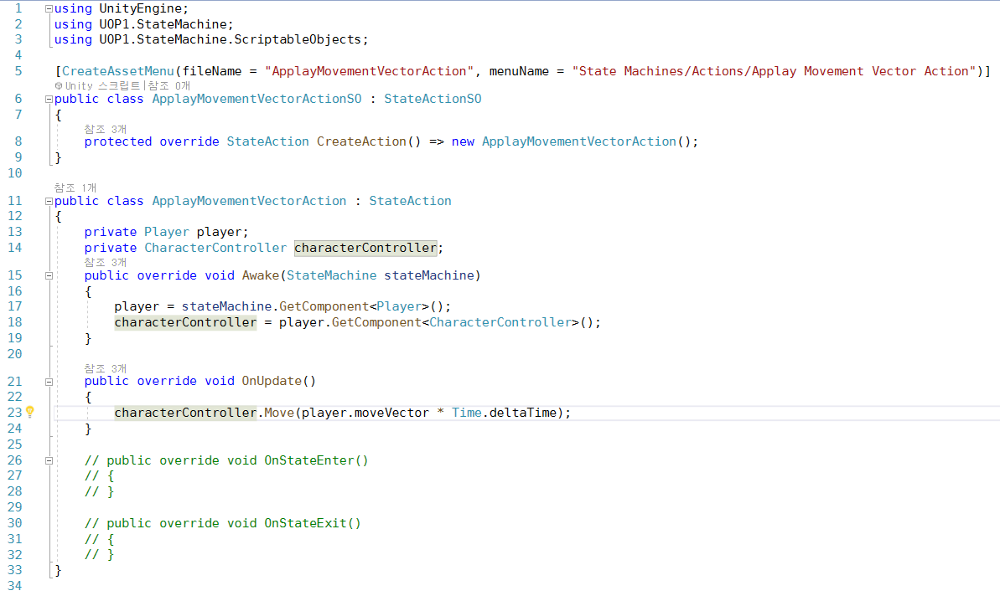 1 using UnityEngine;
2 using UOP1.StateMachine;
3 using UOP1.StateMachine.ScriptableObjects;
4
5 [CreateAssetMenu(fileName = "ApplayMovementVectorAction", menuName = "State Machines/Actions/Applay Movement Vector Action")]
Unity 스크립트|참조 0개
6 public class ApplayMovementVectorActionSO : StateActionSO
7 {
참조 3개
8 protected override StateAction CreateAction() => new ApplayMovementVectorAction();
9 }
10
참조 1개
11 public class ApplayMovementVectorAction : StateAction
12 {
13 private Player player;
14 private CharacterController characterController;
참조 3개
15 public override void Awake(StateMachine stateMachine)
16 {
17 player = stateMachine.GetComponent<Player>();
18 characterController = player.GetComponent<CharacterController>();
19 }
20
참조 3개
21 public override void OnUpdate()
22 {
23 characterController.Move(player.moveVector * Time.deltaTime);
24 }
25
26 // public override void OnStateEnter()
27 // {
28 // }
29
30 // public override void OnStateExit()
31 // {
32 // }
33 }
34